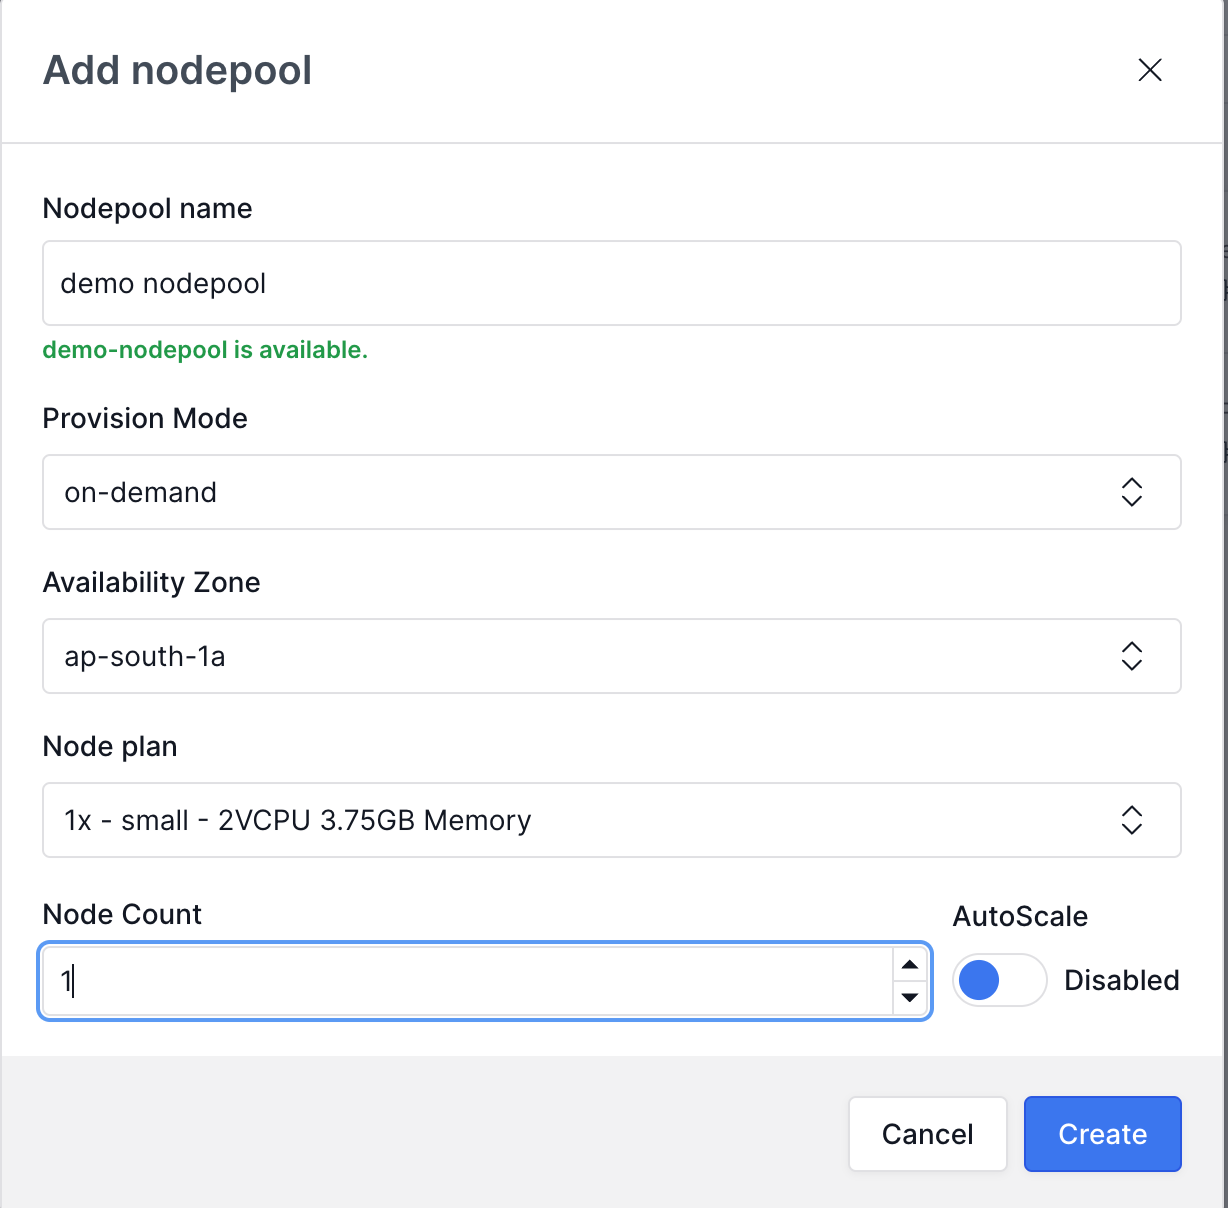 Add nodepool
Nodepool name
demo nodepool
demo-nodepool is available.
Provision Mode
on-demand
Availability Zone
ap-south-1a
Node plan
1x - small - 2VCPU 3.75GB Memory
Node Count
AutoScale
1
Disabled
Cancel
Create